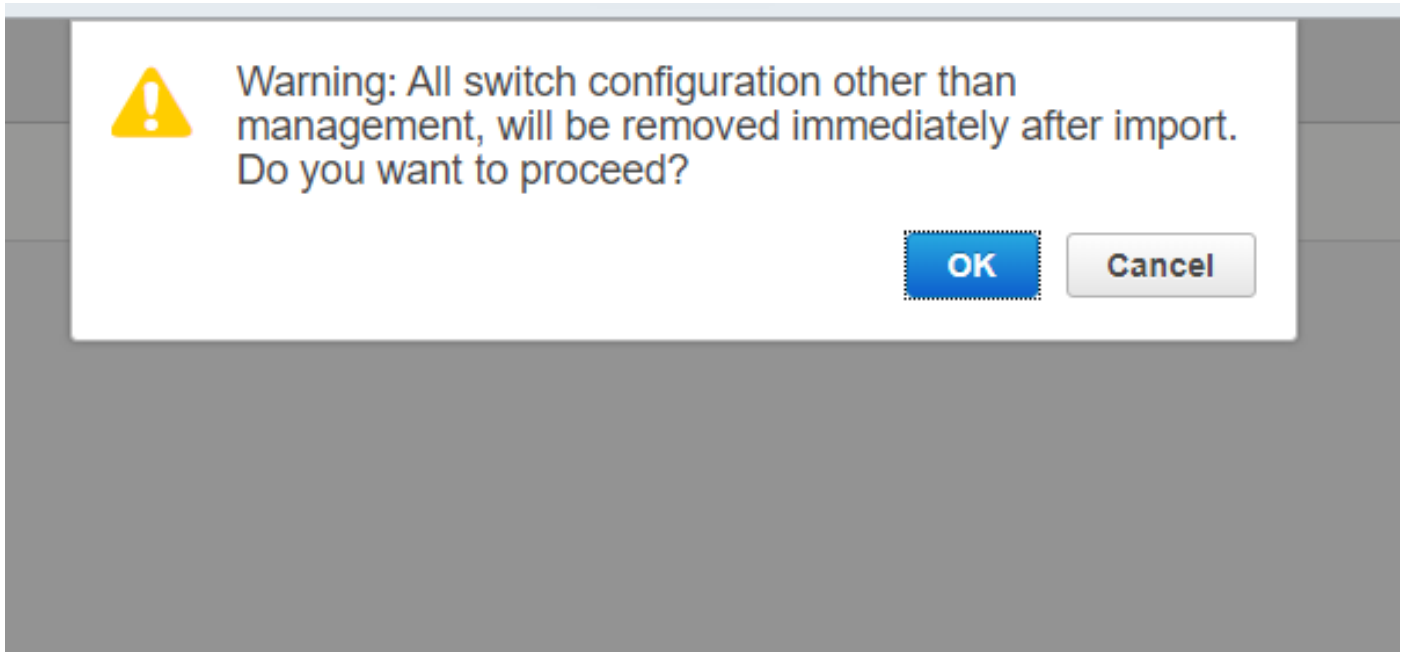 Warning: All switch configuration other than
management, will be removed immediately after import.
Do you want to proceed?
OK Cancel